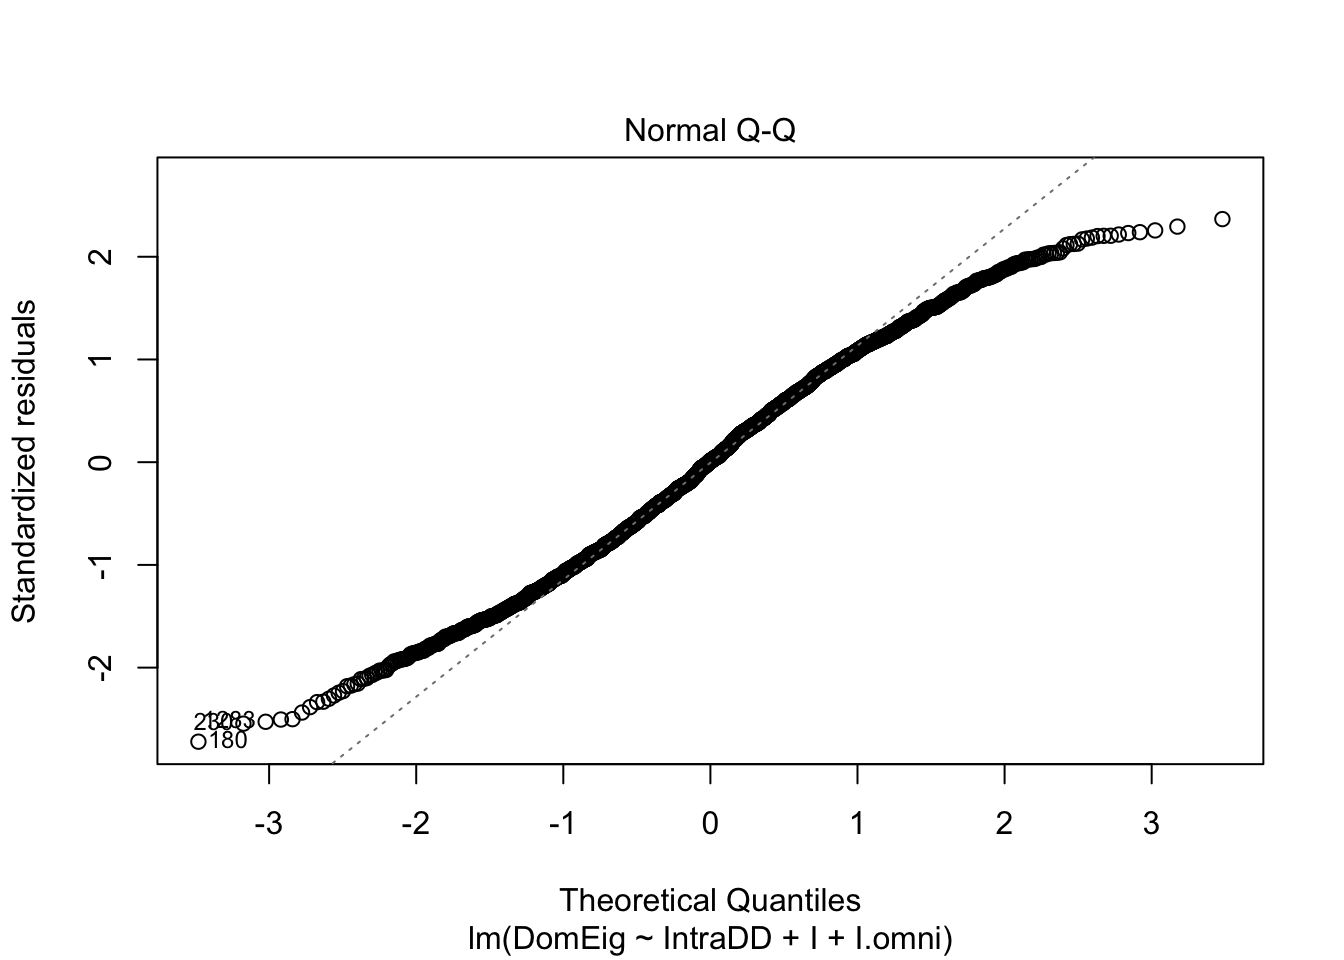 Normal Q-Q
Standardized residuals
2
1
0
-1
-2
180
-3 -2 -1 0 1 2 3
Theoretical Quantiles
lm(DomEig ~ IntraDD + I + I.omni)